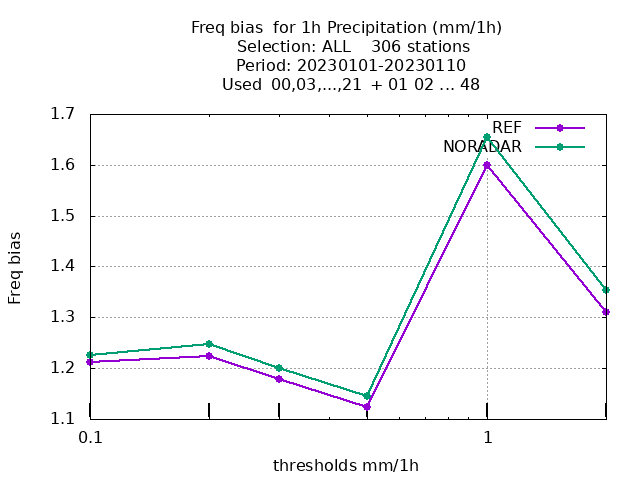 Freq bias  for 1h Precipitation (mm/1h)
Selection: ALL    306 stations
Period: 20230101-20230110
Used  00,03,...,21  + 01 02 ... 48
1.7
REF
NORADAR
1.6
1.5
1.4
1.3
1.2
1.1
Freq bias
0.1
1
thresholds mm/1h